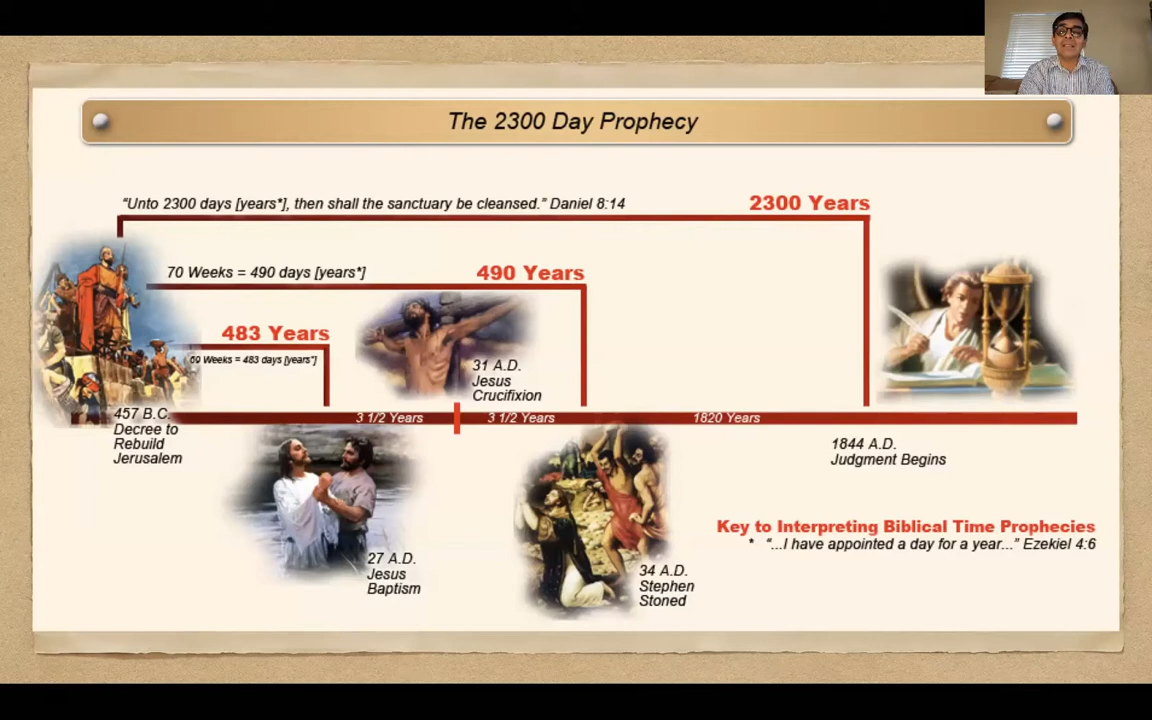 The 2300 Day Prophecy
"Unto 2300 days [years*], then shall the sanctuary be cleansed." Daniel 8:14
2300 Years
70 Weeks = 490 days [years*]
490 Years
483 Years
69 Weeks = 483 days [years*]
31 A.D.
Jesus
Crucifixion
457 B.C.
Decree to
Rebuild
Jerusalem
3 1/2 Years
3 1/2 Years
1820 Years
1844 A.D.
Judgment Begins
27 A.D.
Jesus
Baptism
34 A.D.
Stephen
Stoned
Key to Interpreting Biblical Time Prophecies
* "...I have appointed a day for a year..." Ezekiel 4:6